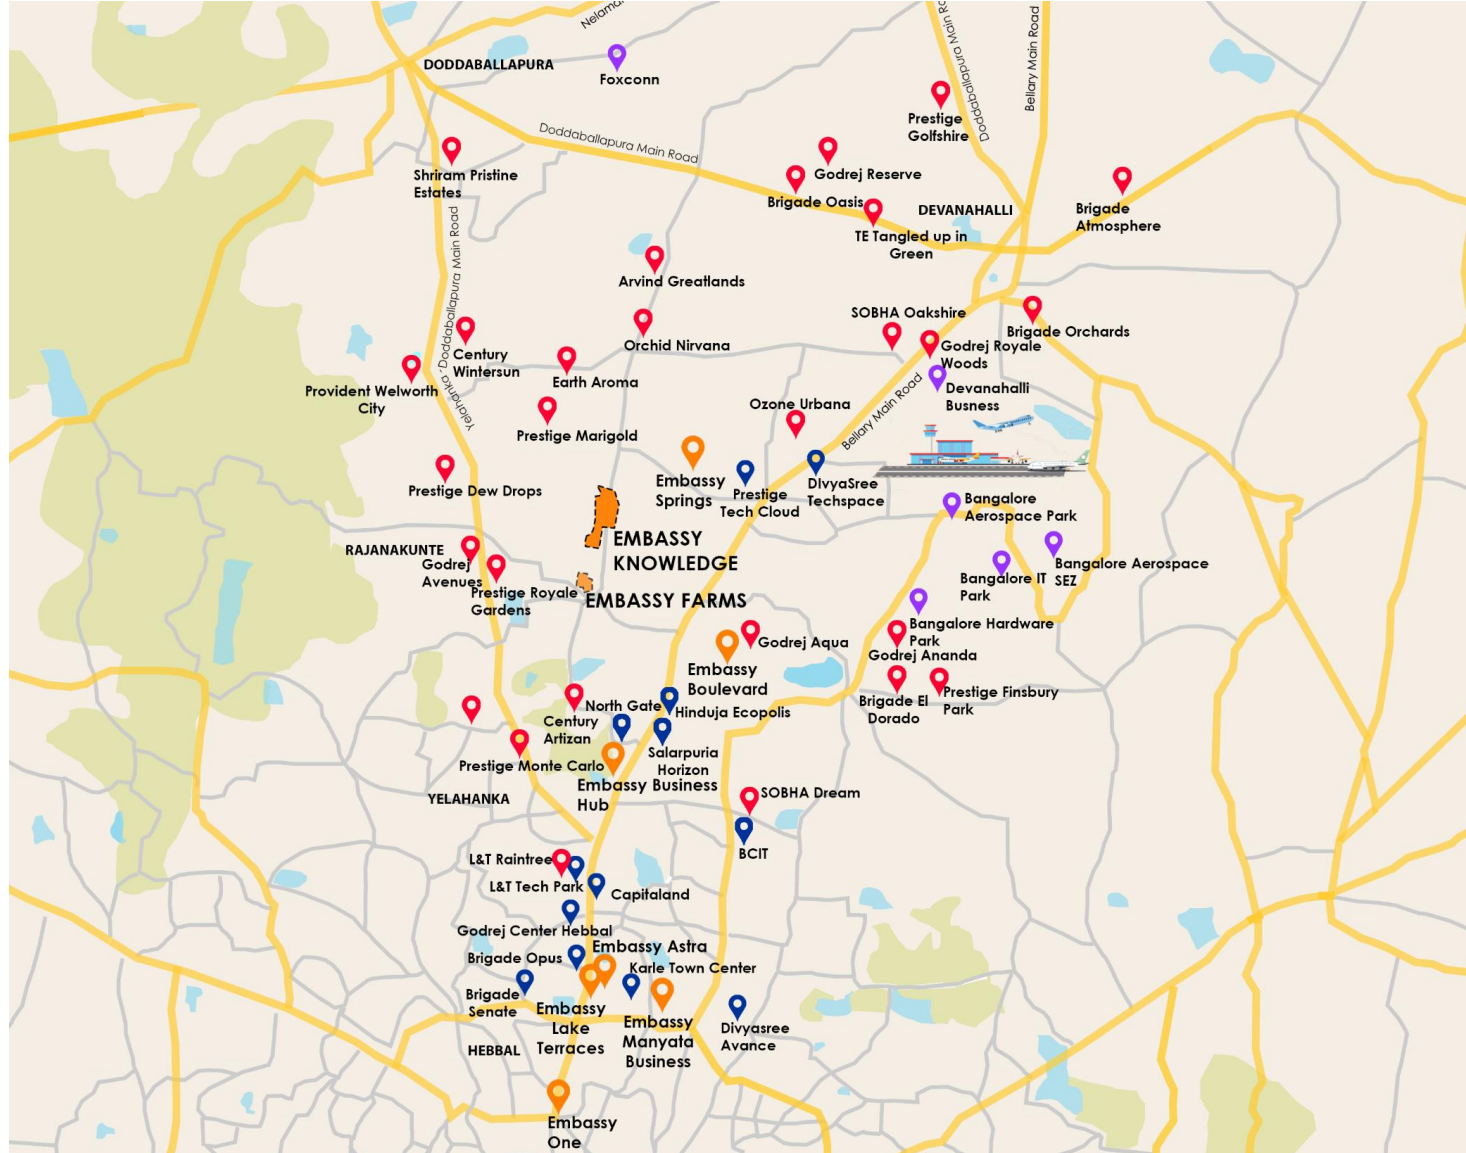 Nelama
DODDABALLAPURA
Foxconn
Doddaballapura Main Ro
Bellary Main Road
Prestige
Golfshire
Doddaballapura Main Road
Shriram Pristine
Estates
Godrej Reserve
Brigade Oasis
DEVANAHALLI
Brigade
Atmosphere
TE Tangled up in
Green
Yelahanka - Doddaballapura Main Road
Arvind Greatlands
SOBHA Oakshire
Brigade Orchards
Orchid Nirvana
Godrej Royale
Woods
Century
Wintersun
Earth Aroma
Provident Welworth
City
Devanahalli
Busness
Bellary Main Road
Ozone Urbana
Prestige Marigold
Embassy
Springs
Prestige
Tech Cloud
DIvyaSree
Techspace
Prestige Dew Drops
Bangalore
Aerospace Park
EMBASSY
KNOWLEDGE
RAJANAKUNTE
Godrej
Avenues
Bangalore Aerospace
SEZ
Bangalore IT
Park
Prestige Royale
Gardens
EMBASSY FARMS
Bangalore Hardware
Park
Godrej Aqua
Godrej Ananda
Embassy
Boulevard
Brigade El
Dorado
Prestige Finsbury
Park
North Gate
Hinduja Ecopolis
Century
Artizan
Salarpuria
Horizon
Prestige Monte Carlo
Embassy Business
Hub
YELAHANKA
SOBHA Dream
BCIT
L&T Raintree
L&T Tech Park
Capitaland
Godrej Center Hebbal
Embassy Astra
Brigade Opus
Karle Town Center
Brigade
Senate
Embassy
Lake
Terraces
Embassy
Manyata
Business
Divyasree
Avance
HEBBAL
Embassy
One